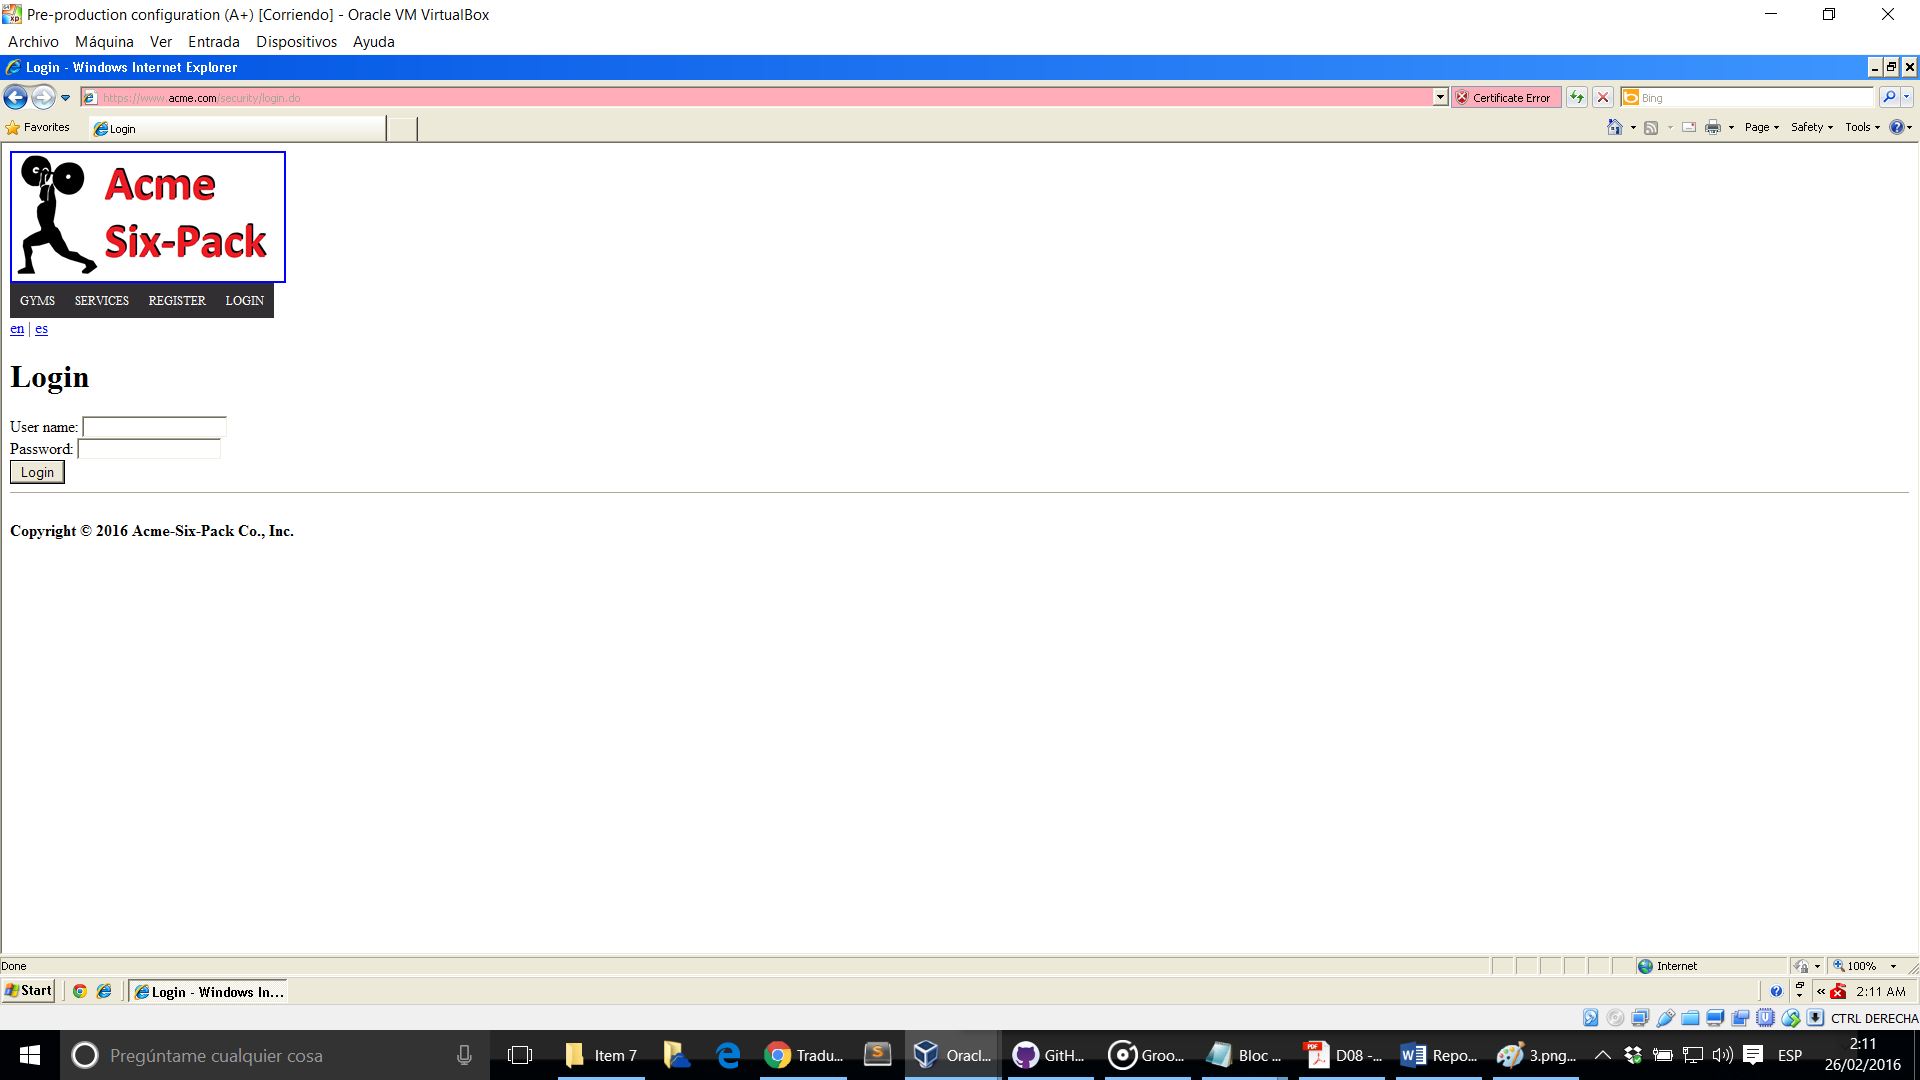 Pre-production configuration (A+) [Corriendo] - Oracle VM VirtualBox
Archivo Máquina Ver Entrada Dispositivos Ayuda
Login - Windows Internet Explorer
https://www.acme.com/security/login.do Certificate Error Bing
Favorites Login Page Safety Tools
Acme
Six-Pack
GYMS SERVICES REGISTER LOGIN
en | es
Login
User name:
Password:
Login
Copyright © 2016 Acme-Six-Pack Co., Inc.
Done Internet 100%
Start Login - Windows In... « 2:11 AM
CTRL DERECHA
Pregúntame cualquier cosa Item 7 Tradu... Oracl... GitH... Groo... Bloc ... D08 -... Repo... 3.png... ESP 2:11
26/02/2016